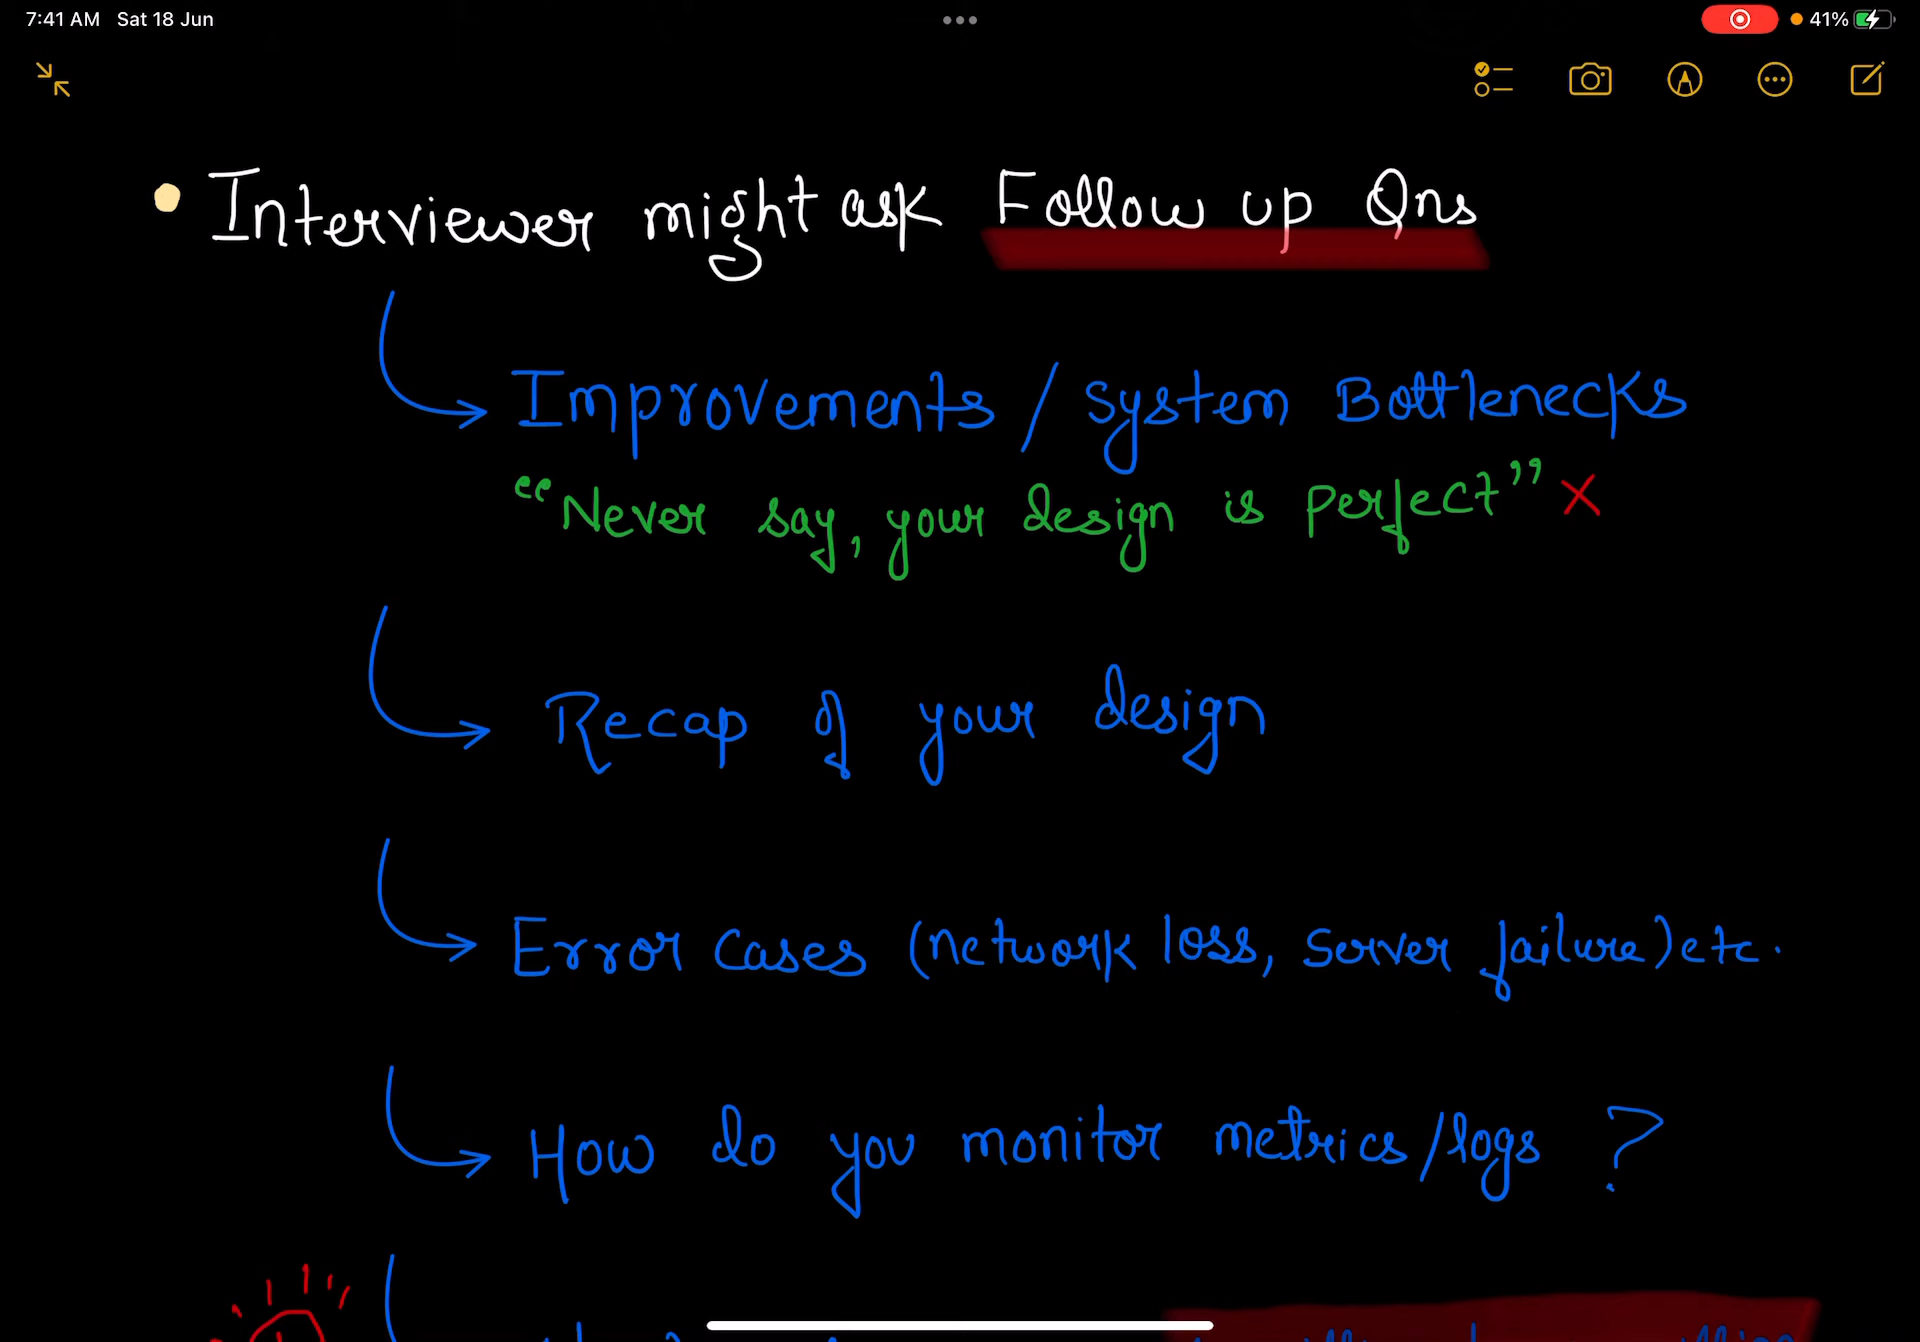 7:41 AM Sat 18 Jun
41%
Interviewer might ask Follow up Qns
Improvements / System Bottlenecks
“Never say, your design is perfect” X
Recap of your design
Error Cases (network loss, server failure) etc.
How do you monitor metrics/logs ?